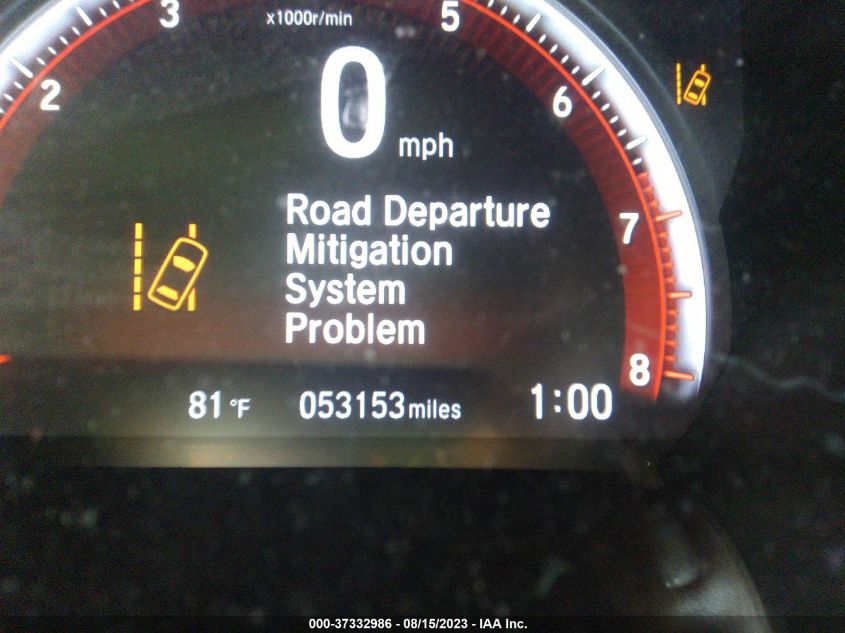 3
x1000r/min
5
2
0
6
mph
Road Departure
Mitigation
7
System
Problem
8
81 °F
053153 miles
1:00
000-37332986 - 08/15/2023 - IAA Inc.